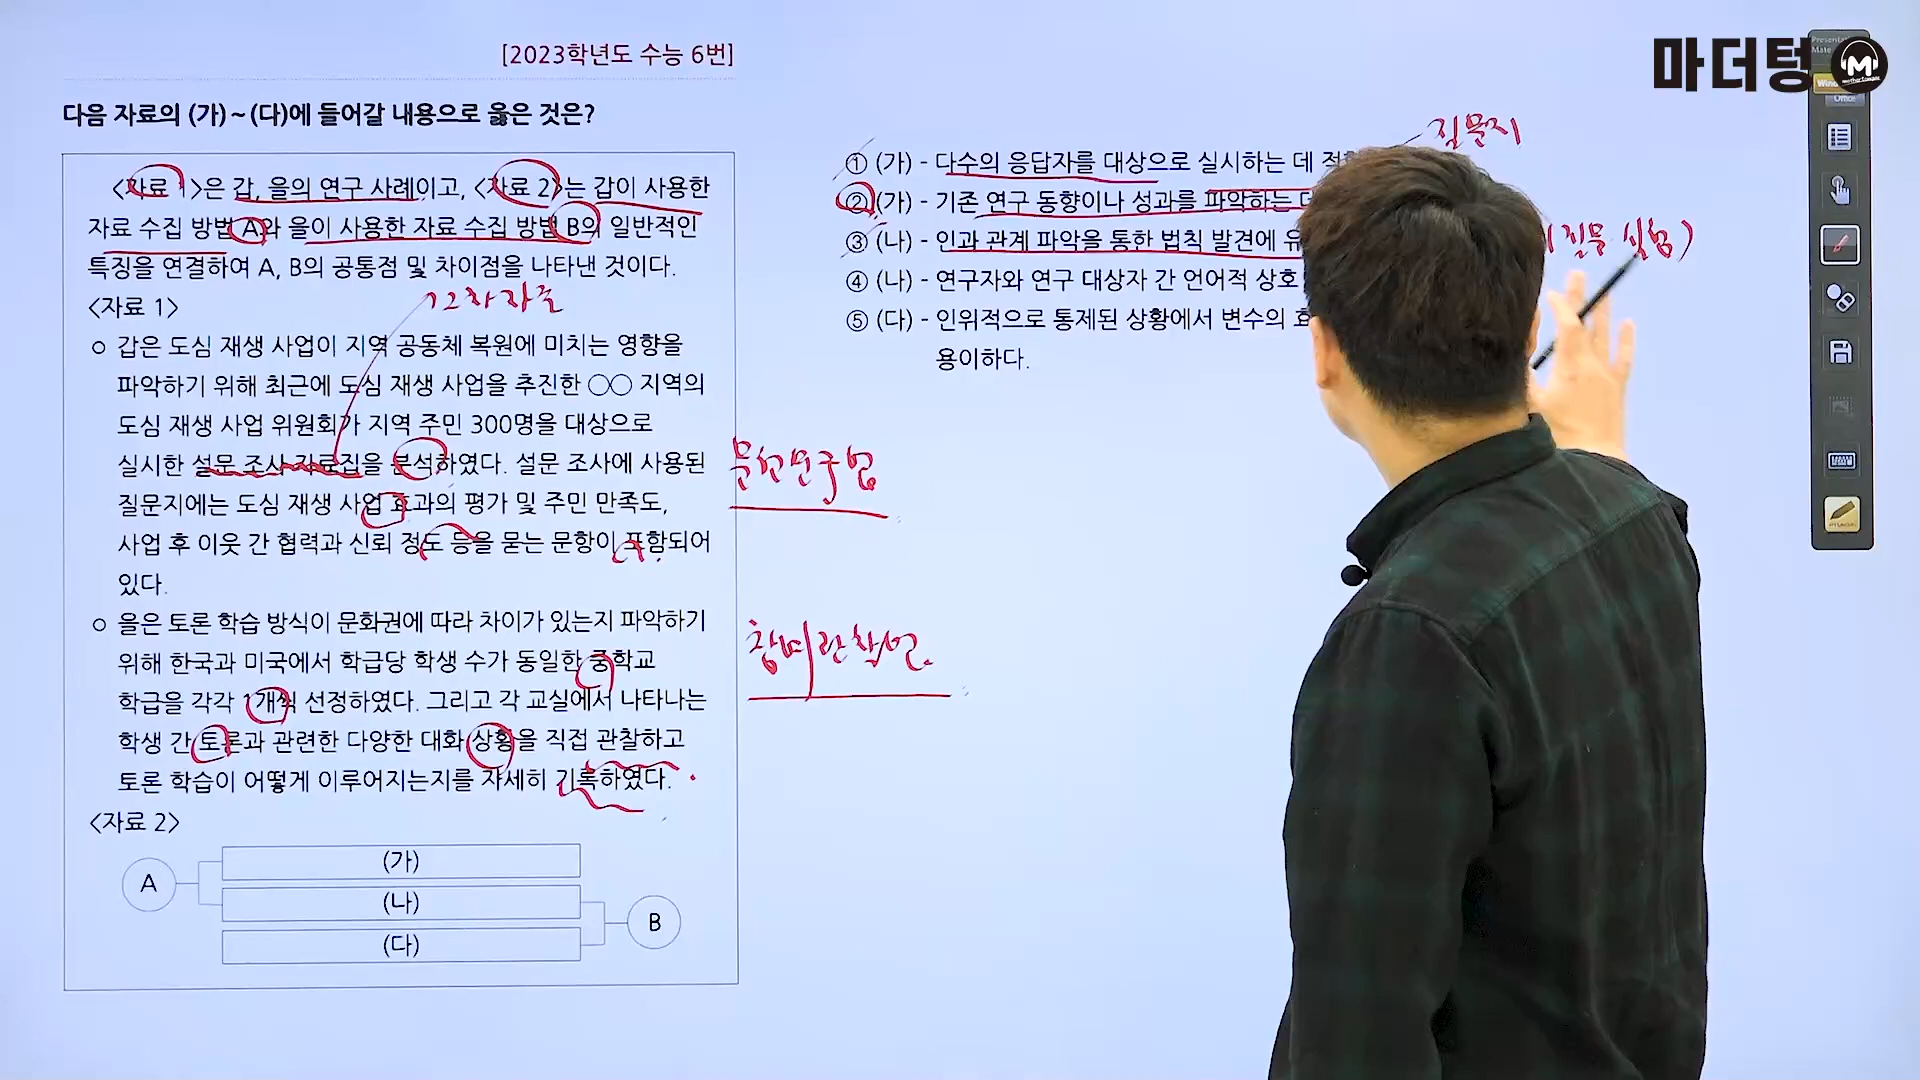 [2023학년도 수능 6번]
마더텅
다음 자료의 (가)~(다)에 들어갈 내용으로 옳은 것은?
<자료 1>은 갑, 을의 연구 사례이고, <자료 2>는 갑이 사용한
자료 수집 방법 A와 을이 사용한 자료 수집 방법 B의 일반적인
특징을 연결하여 A, B의 공통점 및 차이점을 나타낸 것이다.
<자료 1>
○ 갑은 도심 재생 사업이 지역 공동체 복원에 미치는 영향을
파악하기 위해 최근에 도심 재생 사업을 추진한 ○○ 지역의
도심 재생 사업 위원회가 지역 주민 300명을 대상으로
실시한 설문 조사 자료집을 분석하였다. 설문 조사에 사용된
질문지에는 도심 재생 사업 효과의 평가 및 주민 만족도,
사업 후 이웃 간 협력과 신뢰 정도 등을 묻는 문항이 포함되어
있다.
○ 을은 토론 학습 방식이 문화권에 따라 차이가 있는지 파악하기
위해 한국과 미국에서 학급당 학생 수가 동일한 중학교
학급을 각각 1개씩 선정하였다. 그리고 각 교실에서 나타나는
학생 간 토론과 관련한 다양한 대화 상황을 직접 관찰하고
토론 학습이 어떻게 이루어지는지를 자세히 기록하였다.
<자료 2>
A
(가)
(나)
(다)
B
문헌연구법
참여관찰법
질문지
① (가) - 다수의 응답자를 대상으로 실시하는 데
② (가) - 기존 연구 동향이나 성과를 파악하는
③ (나) - 인과 관계 파악을 통한 법칙 발견에
(질문 실험)
④ (나) - 연구자와 연구 대상자 간 언어적 상호
⑤ (다) - 인위적으로 통제된 상황에서 변수의
용이하다.
Office